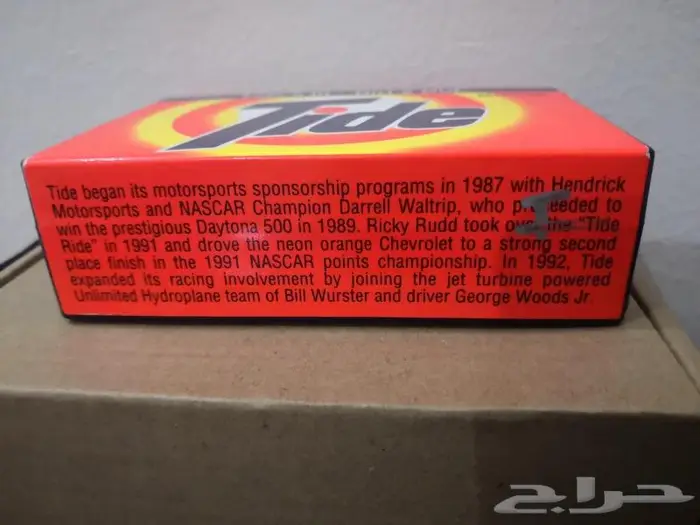 Tide
Tide began its motorsports sponsorship programs in 1987 with Hendrick
Motorsports and NASCAR Champion Darrell Waltrip, who proceeded to
win the prestigious Daytona 500 in 1989. Ricky Rudd took over the "Tide
Ride" in 1991 and drove the neon orange Chevrolet to a strong second
place finish in the 1991 NASCAR points championship. In 1992, Tide
expanded its racing involvement by joining the jet turbine powered
Unlimited Hydroplane team of Bill Wurster and driver George Woods Jr.
حراج